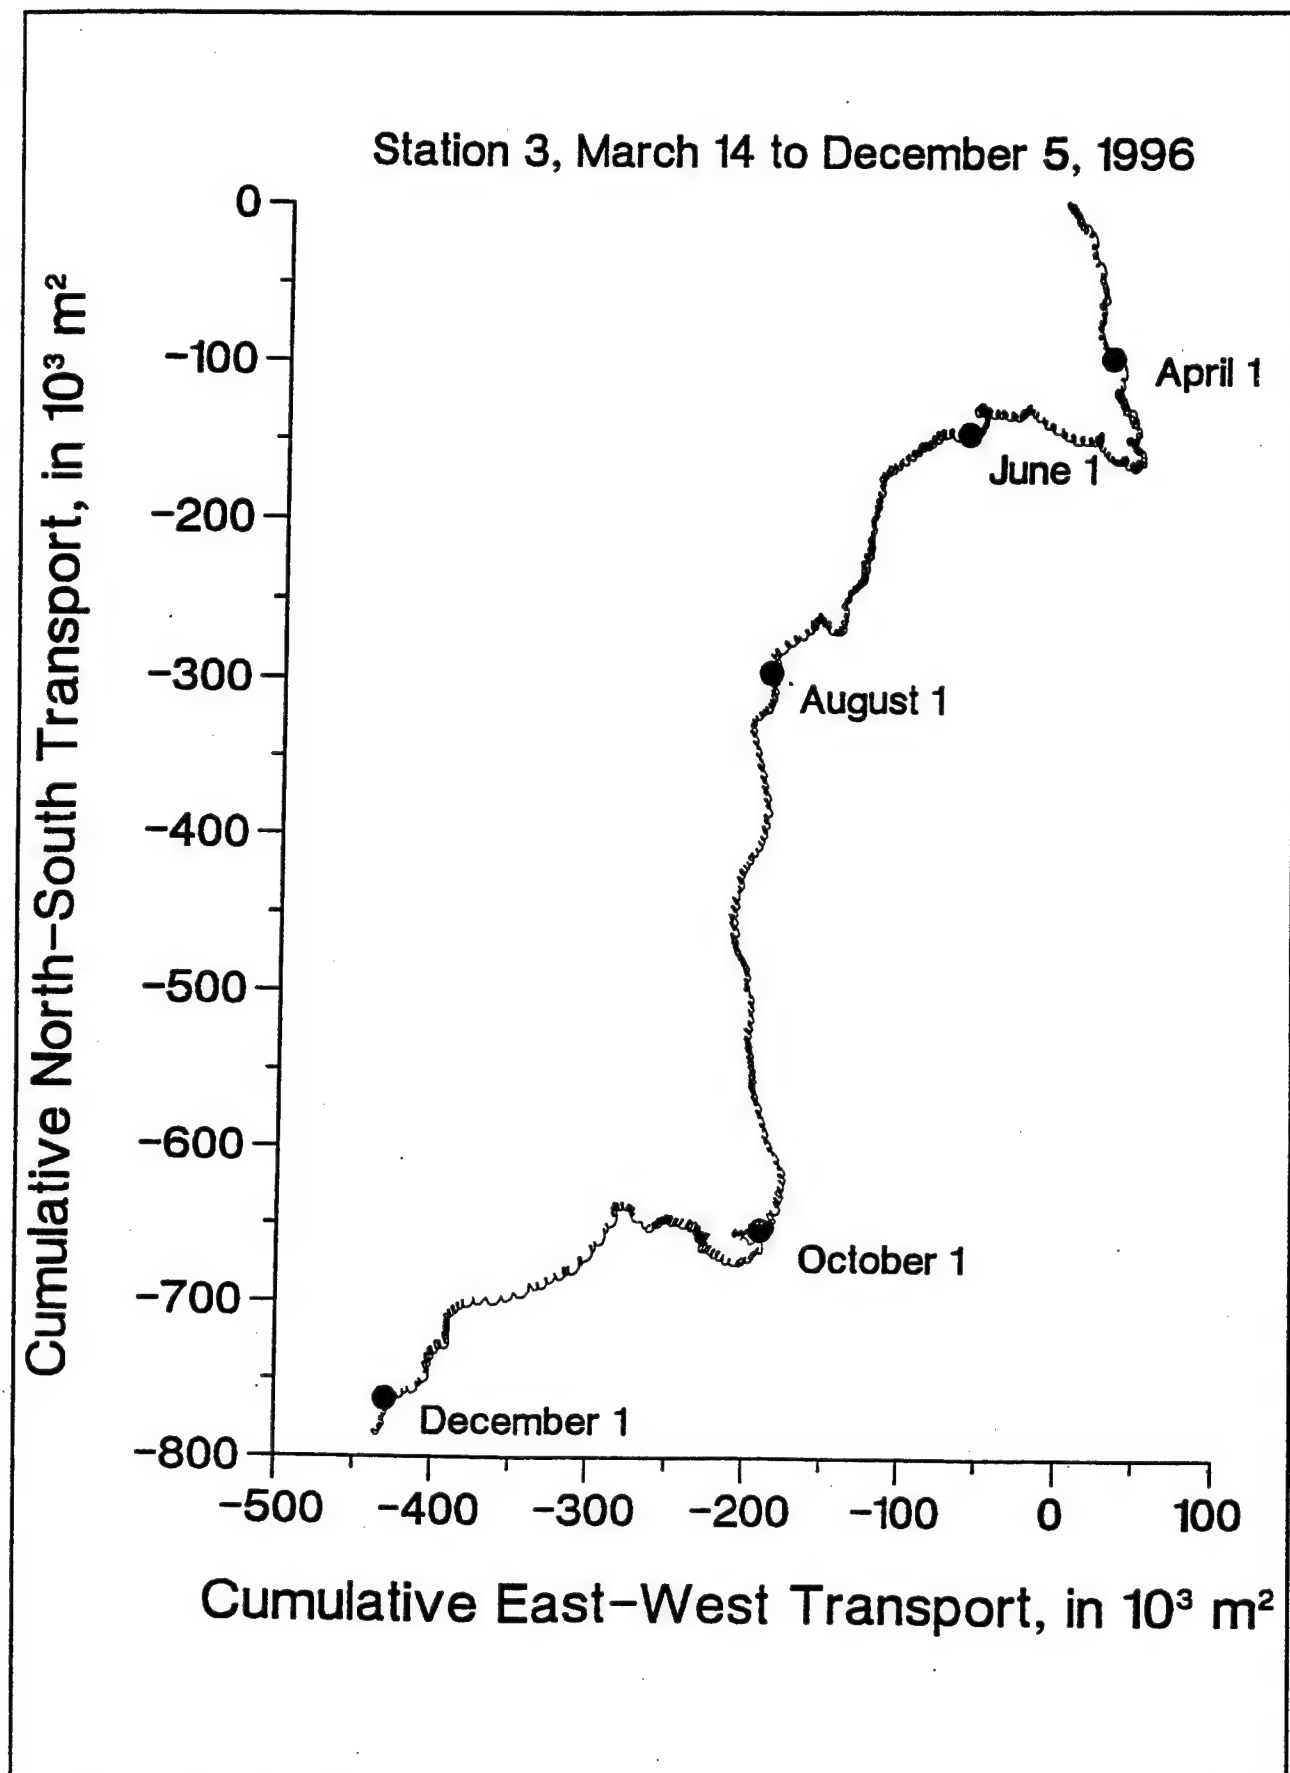 Station 3, March 14 to December 5, 1996
Cumulative North-South Transport, in 10³ m²
0
-100
-200
-300
-400
-500
-600
-700
-800
April 1
June 1
August 1
October 1
December 1
-500 -400 -300 -200 -100 0 100
Cumulative East-West Transport, in 10³ m²